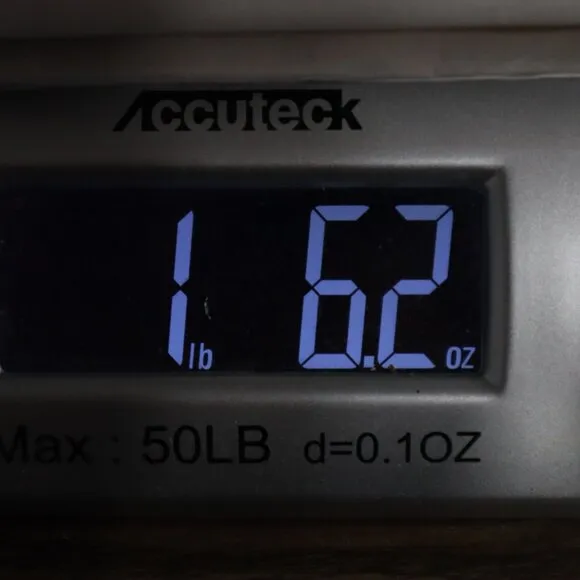 Accuteck
1 lb 6.2 oz
Max : 50LB d=0.1OZ